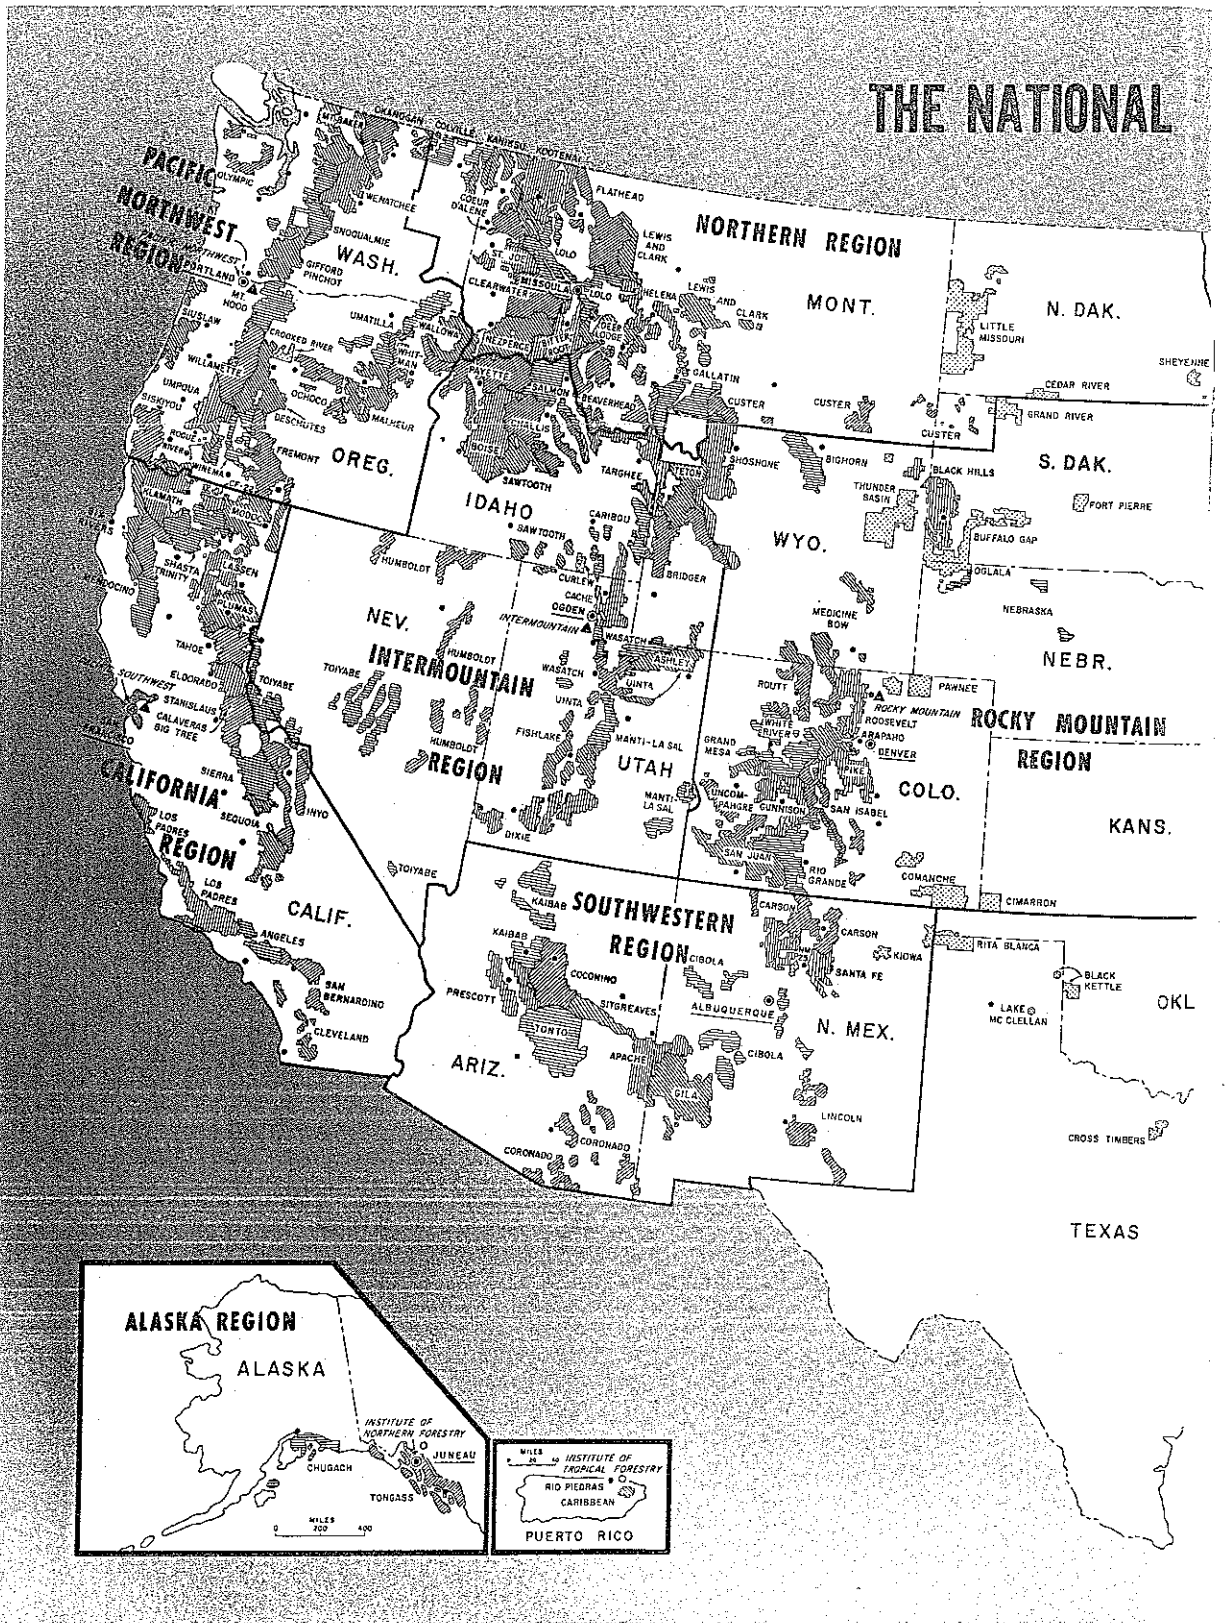 THE NATIONAL
OKANOGAN
COLVILLE
KANIKSU
KOOTENAI
MT. BAKER
PACIFIC
NORTHWEST
REGION
OLYMPIC
WENATCHEE
COEUR
D'ALENE
FLATHEAD
NORTHERN REGION
SNOQUALMIE
WASH.
ST. JOE
LOLO
LEWIS
AND
CLARK
PACIFIC NORTHWEST
PORTLAND
GIFFORD
PINCHOT
CLEARWATER
MISSOULA
LOLO
HELENA
LEWIS
AND
CLARK
MONT.
N. DAK.
MT.
HOOD
SIUSLAW
UMATILLA
WALLOWA
DEER
LODGE
LITTLE
MISSOURI
CROOKED RIVER
WHIT-
MAN
NEZPERCE
BITTER
ROOT
SHEYENNE
WILLAMETTE
PAYETTE
SALMON
GALLATIN
CEDAR RIVER
UMPQUA
OCHOCO
BEAVERHEAD
CUSTER
CUSTER
GRAND RIVER
SISKIYOU
DESCHUTES
MALHEUR
CHALLIS
CUSTER
ROGUE
RIVER
WINEMA
FREMONT
OREG.
BOISE
TARGHEE
TETON
SHOSHONE
BIGHORN
BLACK HILLS
S. DAK.
SAWTOOTH
THUNDER
BASIN
KLAMATH
MODOC
IDAHO
CARIBOU
FORT PIERRE
SIX
RIVERS
SAWTOOTH
WYO.
BUFFALO GAP
SHASTA
TRINITY
LASSEN
HUMBOLDT
CURLEW
BRIDGER
OGLALA
MENDOCINO
PLUMAS
CACHE
OGDEN
NEBRASKA
NEV.
INTERMOUNTAIN
MEDICINE
BOW
TAHOE
WASATCH
NEBR.
HUMBOLDT
INTERMOUNTAIN
ASHLEY
ELDORADO
TOIYABE
TOIYABE
WASATCH
UINTA
ROUTT
PAWNEE
SOUTHWEST
STANISLAUS
UINTA
ROCKY MOUNTAIN
ROOSEVELT
ROCKY MOUNTAIN
SAN
FRANCISCO
CALAVERAS
BIG TREE
HUMBOLDT
FISHLAKE
MANTI-LA SAL
GRAND
MESA
WHITE
RIVER
ARAPAHO
DENVER
REGION
CALIFORNIA
SIERRA
REGION
UTAH
PIKE
COLO.
INYO
MANTI-
LA SAL
UNCOM-
PAHGRE
GUNNISON
SAN ISABEL
LOS
PADRES
SEQUOIA
DIXIE
KANS.
REGION
SAN JUAN
TOIYABE
RIO
GRANDE
COMANCHE
LOS
PADRES
CALIF.
KAIBAB
SOUTHWESTERN
REGION
CARSON
CIMARRON
ANGELES
KAIBAB
CARSON
RITA BLANCA
CIBOLA
KIOWA
COCONINO
SANTA FE
BLACK
KETTLE
SAN
BERNARDINO
PRESCOTT
SITGREAVES
ALBUQUERQUE
LAKE
MC CLELLAN
OKL
CLEVELAND
TONTO
N. MEX.
ARIZ.
APACHE
CIBOLA
GILA
LINCOLN
CORONADO
CORONADO
CROSS TIMBERS
TEXAS
ALASKA REGION
ALASKA
INSTITUTE OF
NORTHERN FORESTRY
JUNEAU
CHUGACH
TONGASS
MILES
0 200 400
MILES
INSTITUTE OF
TROPICAL FORESTRY
RIO PIEDRAS
CARIBBEAN
PUERTO RICO